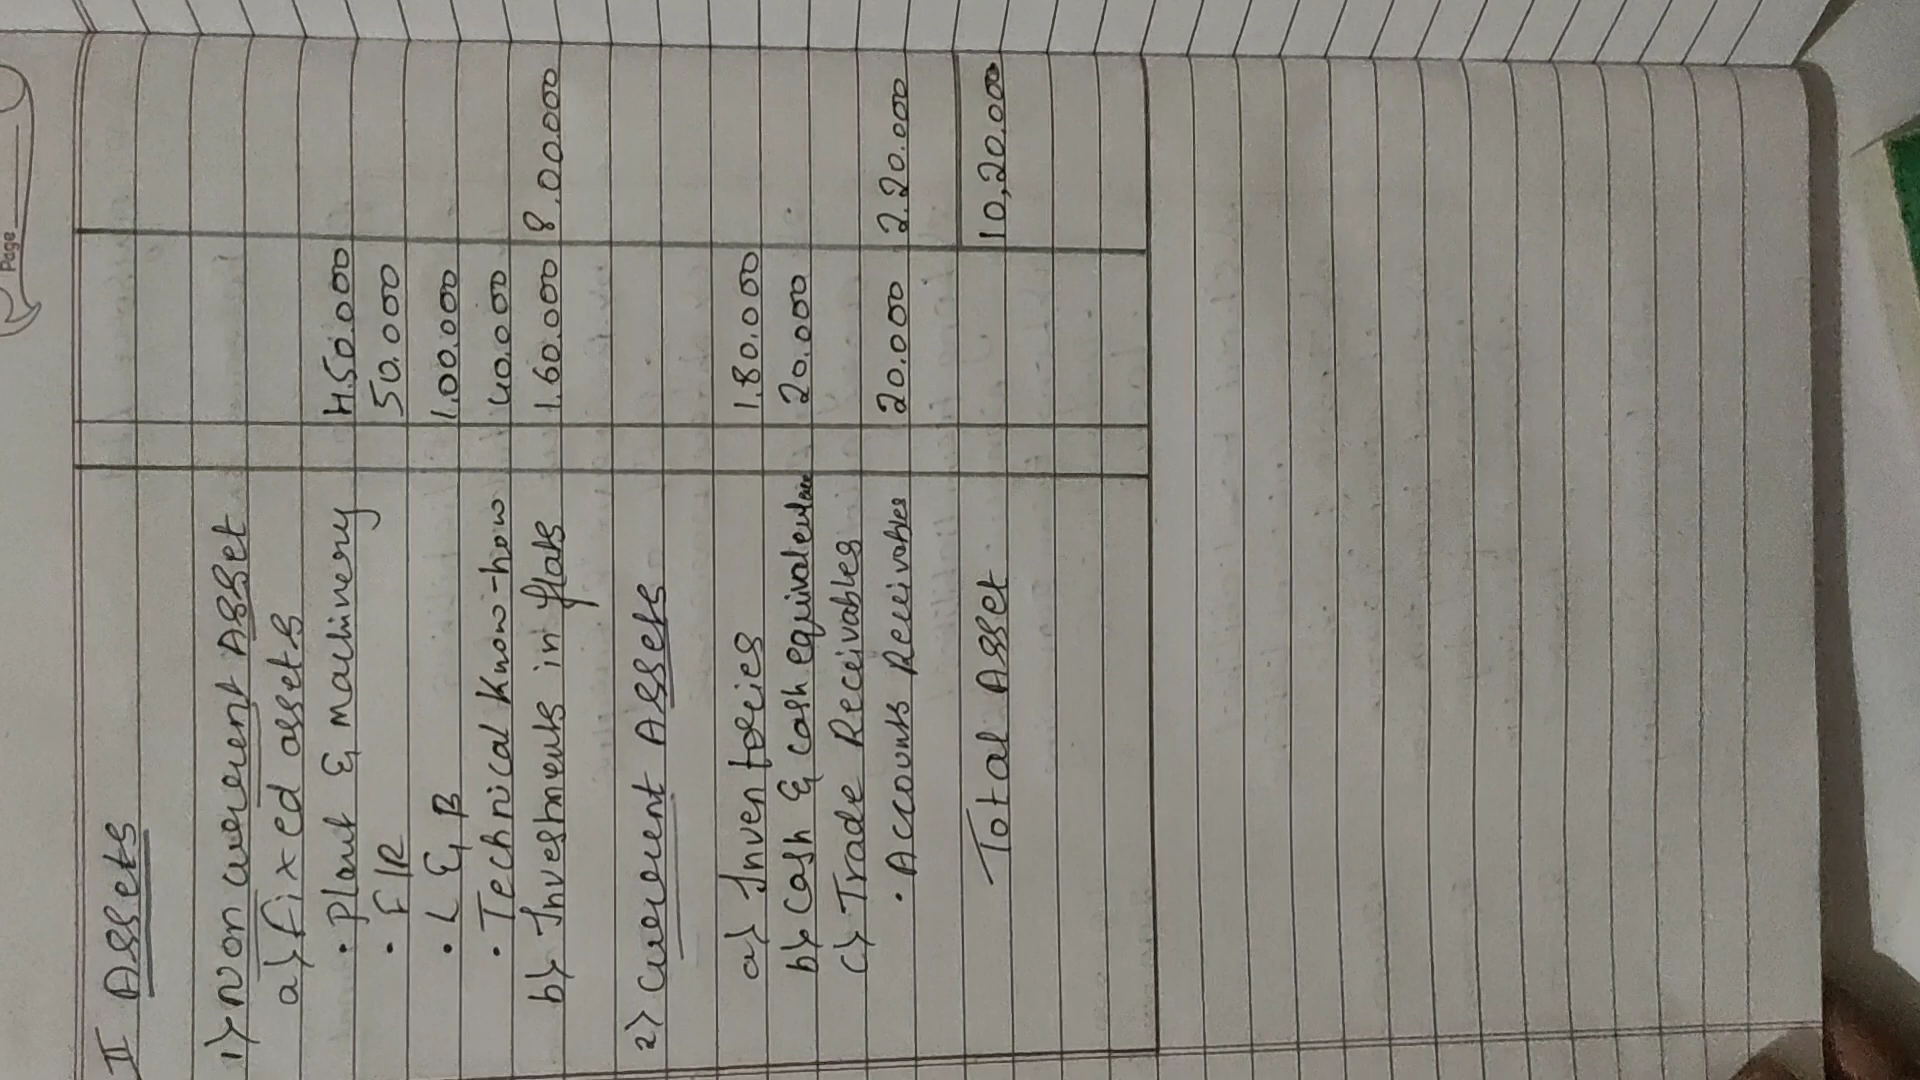 Page
II Assets
1) Non current Asset
a) fixed assets
· Plant & machinery 4.50.000
· F/R 50.000
· L & B 1.00.000
· Technical Know-how 40.000
b) Investments in flats 1.60.000 8.00.000
2) Current Assets
a) Inventories 1.80.000
b) Cash & cash equivalent 20.000
c) Trade Receivables
· Accounts Receivables 20.000 2.20.000
Total Asset 10,20.000